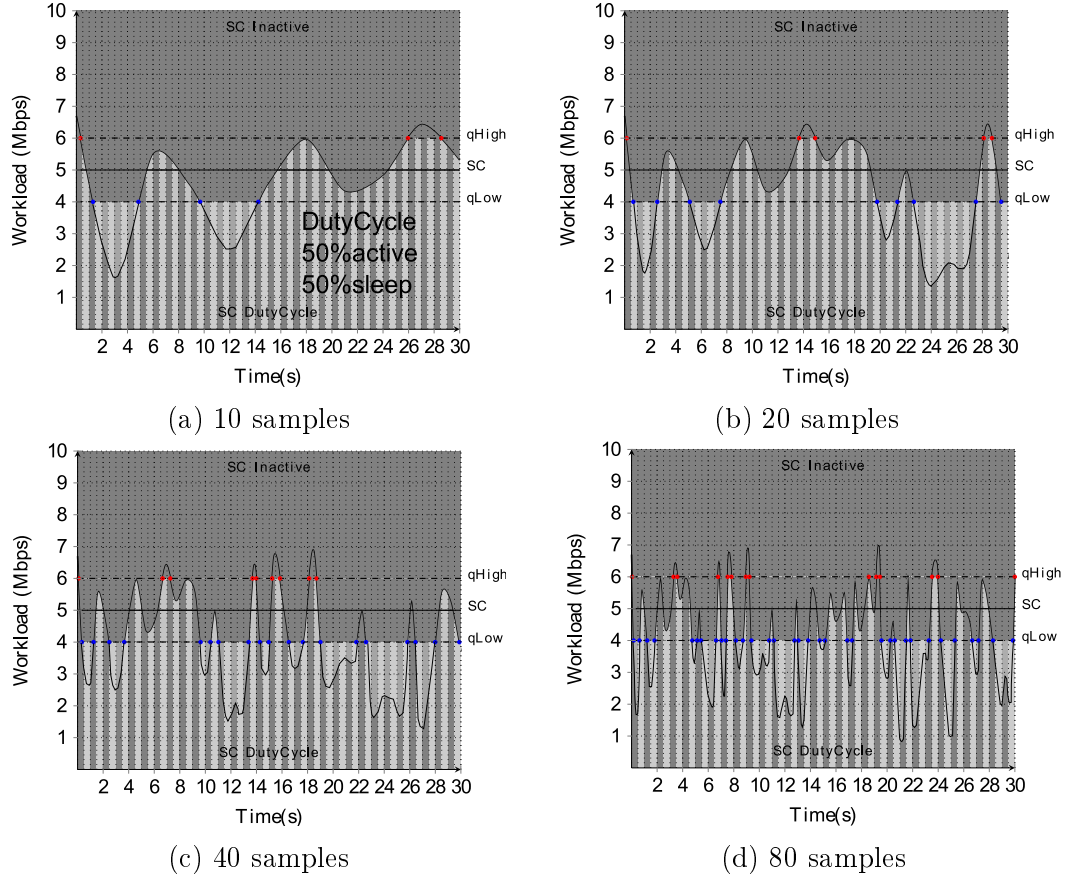 10
9
8
7
6
5
4
3
2
1
Workload (Mbps)
SC Inactive
qHigh
SC
qLow
DutyCycle
50%active
50%sleep
SC DutyCycle
2 4 6 8 10 12 14 16 18 20 22 24 26 28 30
Time(s)
(a) 10 samples
10
9
8
7
6
5
4
3
2
1
Workload (Mbps)
SC Inactive
qHigh
SC
qLow
SC DutyCycle
2 4 6 8 10 12 14 16 18 20 22 24 26 28 30
Time(s)
(b) 20 samples
10
9
8
7
6
5
4
3
2
1
Workload (Mbps)
SC Inactive
qHigh
SC
qLow
SC DutyCycle
2 4 6 8 10 12 14 16 18 20 22 24 26 28 30
Time(s)
(c) 40 samples
10
9
8
7
6
5
4
3
2
1
Workload (Mbps)
SC Inactive
qHigh
SC
qLow
SC DutyCycle
2 4 6 8 10 12 14 16 18 20 22 24 26 28 30
Time(s)
(d) 80 samples